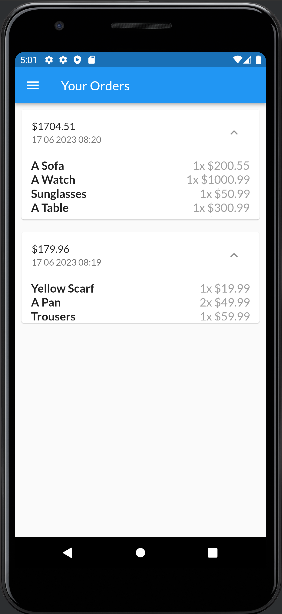 5:01
Your Orders
$1704.51
17 06 2023 08:20
A Sofa 1x $200.55
A Watch 1x $1000.99
Sunglasses 1x $50.99
A Table 1x $300.99
$179.96
17 06 2023 08:19
Yellow Scarf 1x $19.99
A Pan 2x $49.99
Trousers 1x $59.99